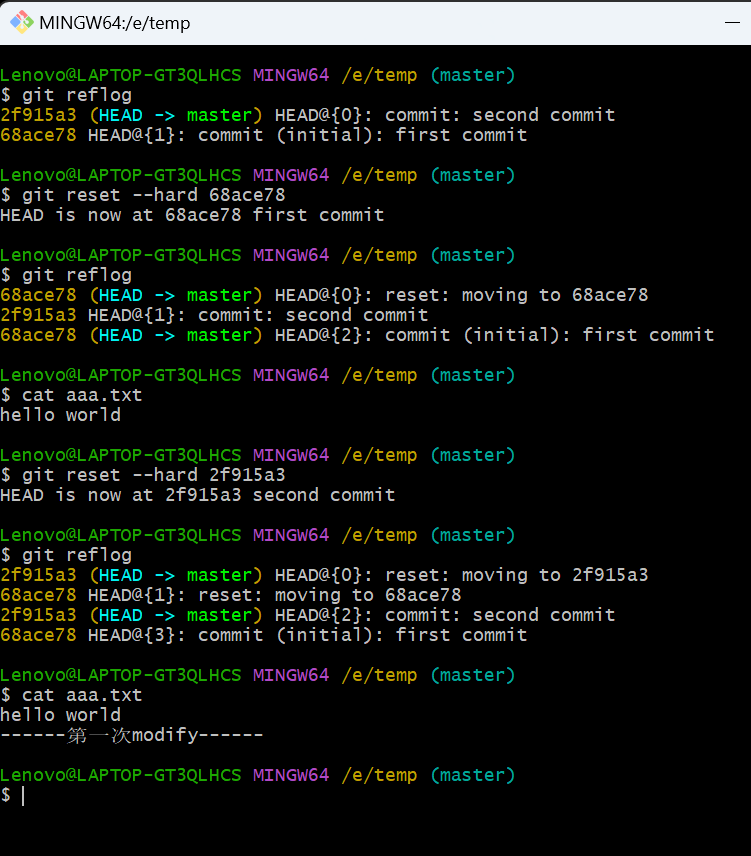 MINGW64:/e/temp
Lenovo@LAPTOP-GT3QLHCS MINGW64 /e/temp (master)
$ git reflog
2f915a3 (HEAD -> master) HEAD@{0}: commit: second commit
68ace78 HEAD@{1}: commit (initial): first commit
Lenovo@LAPTOP-GT3QLHCS MINGW64 /e/temp (master)
$ git reset --hard 68ace78
HEAD is now at 68ace78 first commit
Lenovo@LAPTOP-GT3QLHCS MINGW64 /e/temp (master)
$ git reflog
68ace78 (HEAD -> master) HEAD@{0}: reset: moving to 68ace78
2f915a3 HEAD@{1}: commit: second commit
68ace78 (HEAD -> master) HEAD@{2}: commit (initial): first commit
Lenovo@LAPTOP-GT3QLHCS MINGW64 /e/temp (master)
$ cat aaa.txt
hello world
Lenovo@LAPTOP-GT3QLHCS MINGW64 /e/temp (master)
$ git reset --hard 2f915a3
HEAD is now at 2f915a3 second commit
Lenovo@LAPTOP-GT3QLHCS MINGW64 /e/temp (master)
$ git reflog
2f915a3 (HEAD -> master) HEAD@{0}: reset: moving to 2f915a3
68ace78 HEAD@{1}: reset: moving to 68ace78
2f915a3 (HEAD -> master) HEAD@{2}: commit: second commit
68ace78 HEAD@{3}: commit (initial): first commit
Lenovo@LAPTOP-GT3QLHCS MINGW64 /e/temp (master)
$ cat aaa.txt
hello world
------第一次modify------
Lenovo@LAPTOP-GT3QLHCS MINGW64 /e/temp (master)
$